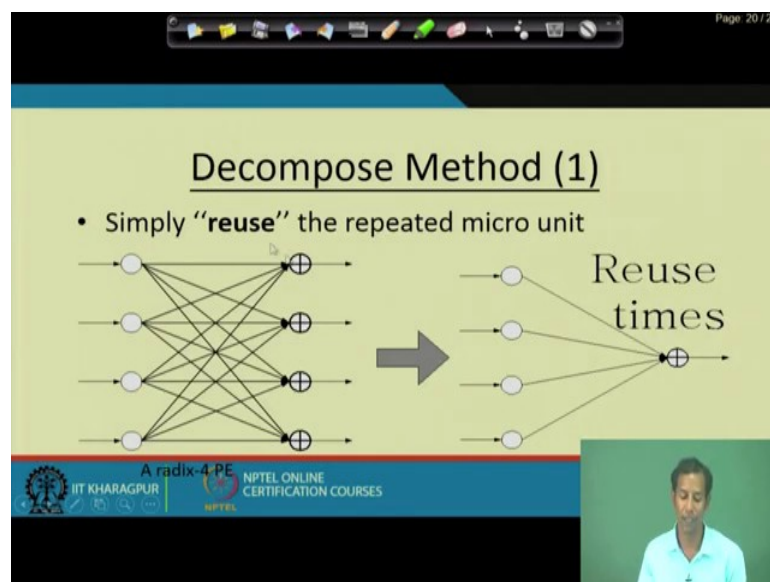 Page: 20 / 2
Decompose Method (1)
• Simply “reuse” the repeated micro unit
Reuse
times
A radix-4 PE
IIT KHARAGPUR
NPTEL
NPTEL ONLINE
CERTIFICATION COURSES